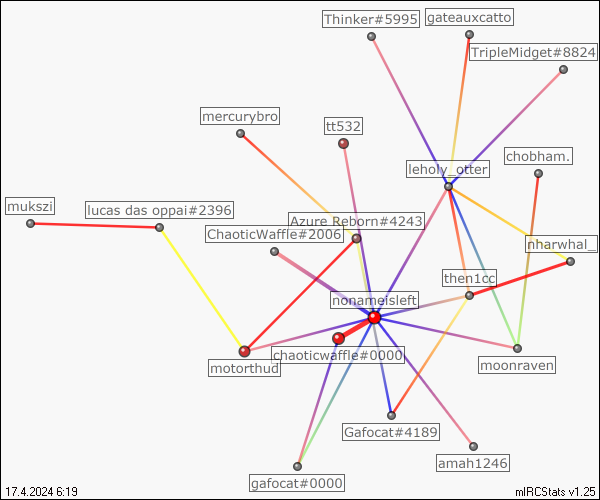 Thinker#5995
gateauxcatto
TripleMidget#8824
mercurybro
tt532
chobham.
leholy_otter
mukszi
lucas das oppai#2396
Azure Reborn#4243
ChaoticWaffle#2006
nharwhal_
then1cc
nonameisleft
chaoticwaffle#0000
motorthud
moonraven
Gafocat#4189
amah1246
gafocat#0000
17.4.2024 6:19
mIRCStats v1.25